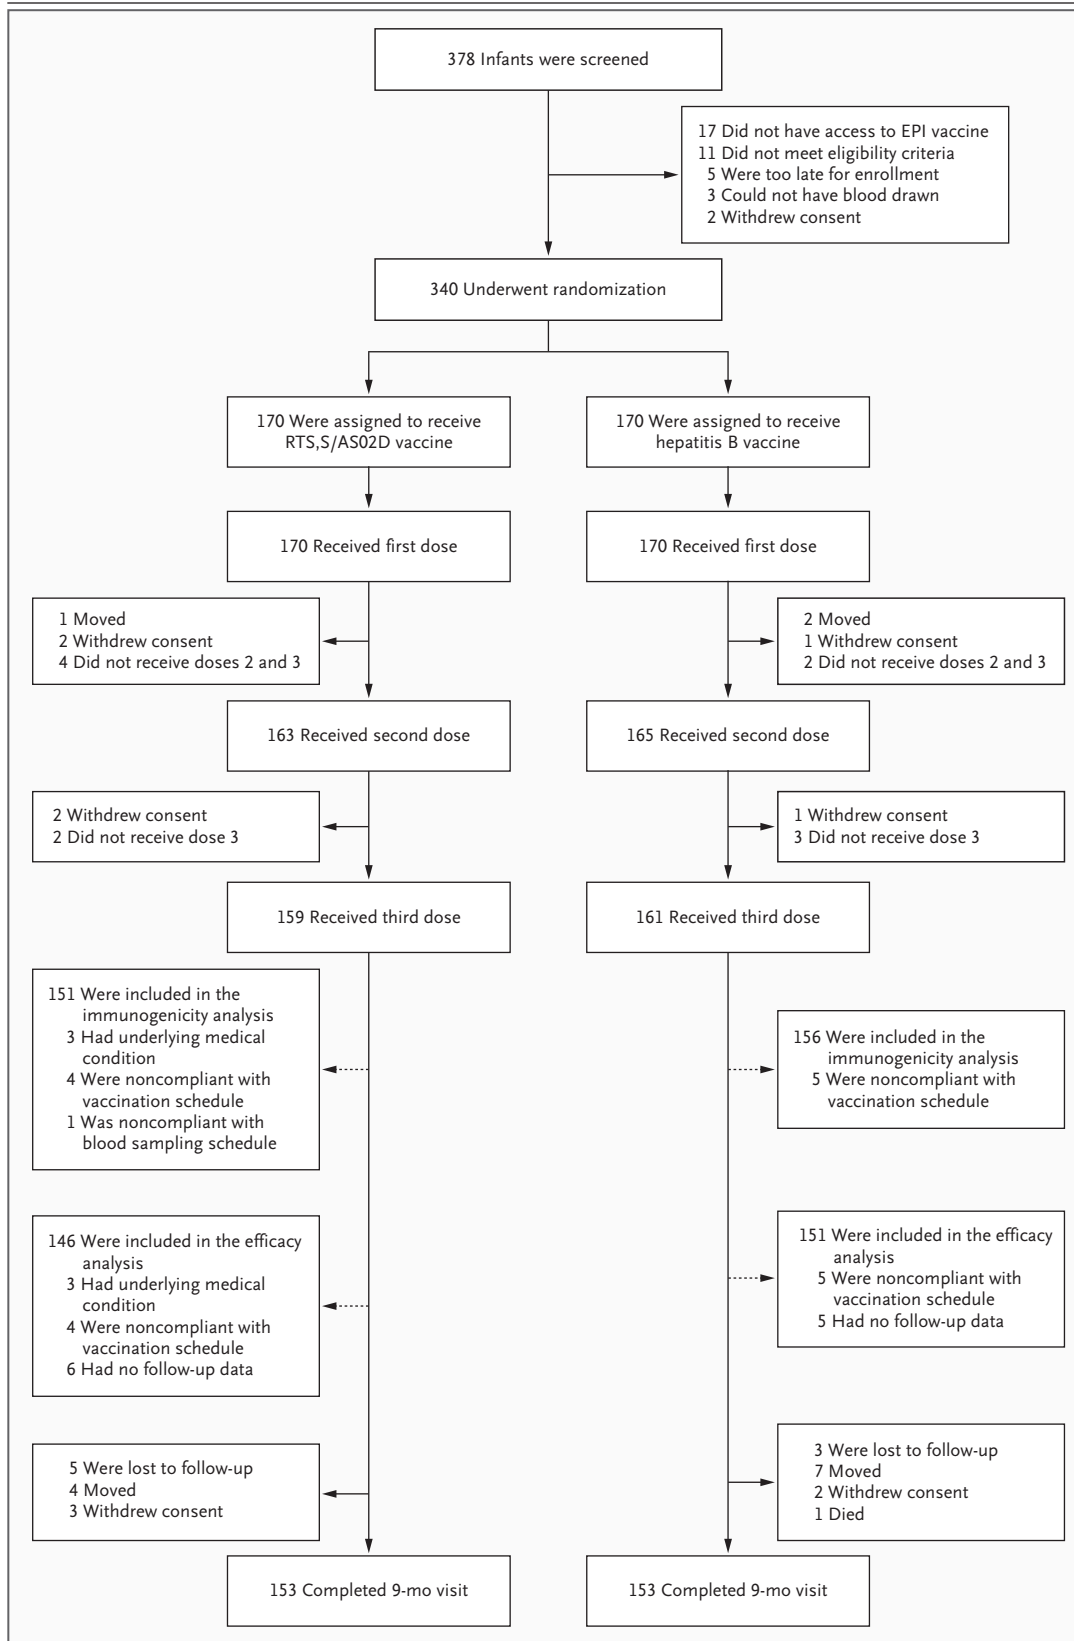 378 Infants were screened
17 Did not have access to EPI vaccine
11 Did not meet eligibility criteria
5 Were too late for enrollment
3 Could not have blood drawn
2 Withdrew consent
340 Underwent randomization
170 Were assigned to receive
RTS,S/AS02D vaccine
170 Were assigned to receive
hepatitis B vaccine
170 Received first dose
170 Received first dose
1 Moved
2 Withdrew consent
4 Did not receive doses 2 and 3
2 Moved
1 Withdrew consent
2 Did not receive doses 2 and 3
163 Received second dose
165 Received second dose
2 Withdrew consent
2 Did not receive dose 3
1 Withdrew consent
3 Did not receive dose 3
159 Received third dose
161 Received third dose
151 Were included in the
immunogenicity analysis
3 Had underlying medical
condition
4 Were noncompliant with
vaccination schedule
1 Was noncompliant with
blood sampling schedule
156 Were included in the
immunogenicity analysis
5 Were noncompliant with
vaccination schedule
146 Were included in the efficacy
analysis
3 Had underlying medical
condition
4 Were noncompliant with
vaccination schedule
6 Had no follow-up data
151 Were included in the efficacy
analysis
5 Were noncompliant with
vaccination schedule
5 Had no follow-up data
5 Were lost to follow-up
4 Moved
3 Withdrew consent
3 Were lost to follow-up
7 Moved
2 Withdrew consent
1 Died
153 Completed 9-mo visit
153 Completed 9-mo visit